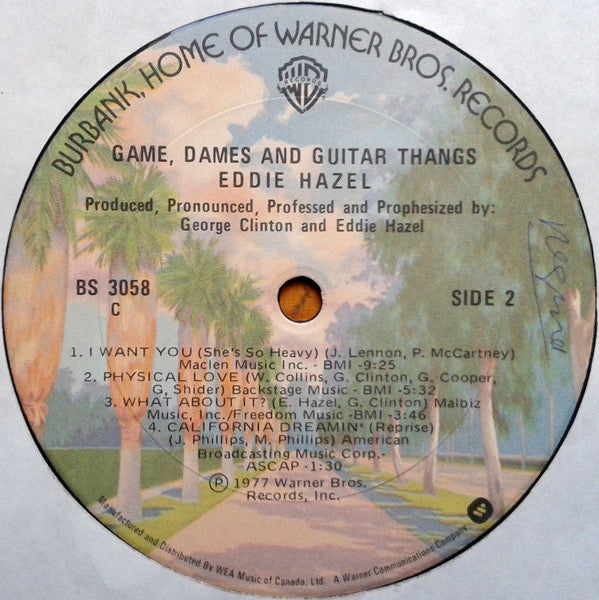 BURBANK, HOME OF WARNER BROS. RECORDS
WB
RECORDS
GAME, DAMES AND GUITAR THANGS
EDDIE HAZEL
Produced, Pronounced, Professed and Prophesized by:
George Clinton and Eddie Hazel
BS 3058
C
SIDE 2
1. I WANT YOU (She's So Heavy) (J. Lennon, P. McCartney)
Maclen Music Inc. - BMI -9:25
2. PHYSICAL LOVE (W. Collins, G. Clinton, G. Cooper,
G, Shider) Backstage Music - BMI -5:32
3. WHAT ABOUT IT? (E. Hazel, G. Clinton) Malbiz
Music, Inc./Freedom Music -BMI -3:46
4. CALIFORNIA DREAMIN' (Reprise)
(J. Phillips, M. Phillips) American
Broadcasting Music Corp.-
ASCAP -1:30
Ⓟ 1977 Warner Bros.
Records, Inc.
Manufactured and Distributed By WEA Music of Canada, Ltd. A Warner Communications Company